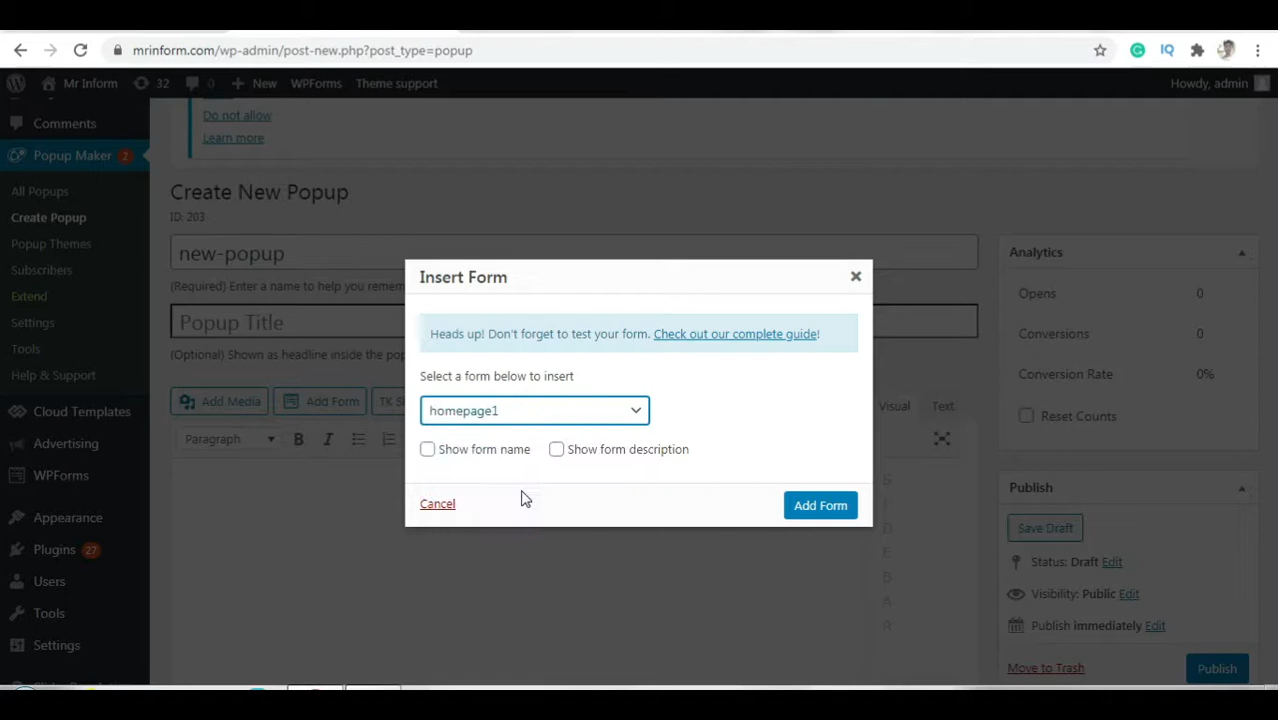 mrinform.com/wp-admin/post-new.php?post_type=popup
Mr Inform 32 0 New WPForms Theme support Howdy, admin
Comments
Popup Maker 2
All Popups
Create Popup
Popup Themes
Subscribers
Extend
Settings
Tools
Help & Support
Cloud Templates
Advertising
WPForms
Appearance
Plugins 27
Users
Tools
Settings
Do not allow
Learn more
Create New Popup
ID: 203
new-popup
(Required) Enter a name to help you remem
Popup Title
(Optional) Shown as headline inside the pop
Add Media Add Form TK S
Visual Text
Paragraph B I
S
I
D
E
B
A
R
Insert Form
Heads up! Don't forget to test your form. Check out our complete guide!
Select a form below to insert
homepage1
Show form name Show form description
Cancel Add Form
Analytics
Opens 0
Conversions 0
Conversion Rate 0%
Reset Counts
Publish
Save Draft
Status: Draft Edit
Visibility: Public Edit
Publish immediately Edit
Move to Trash Publish